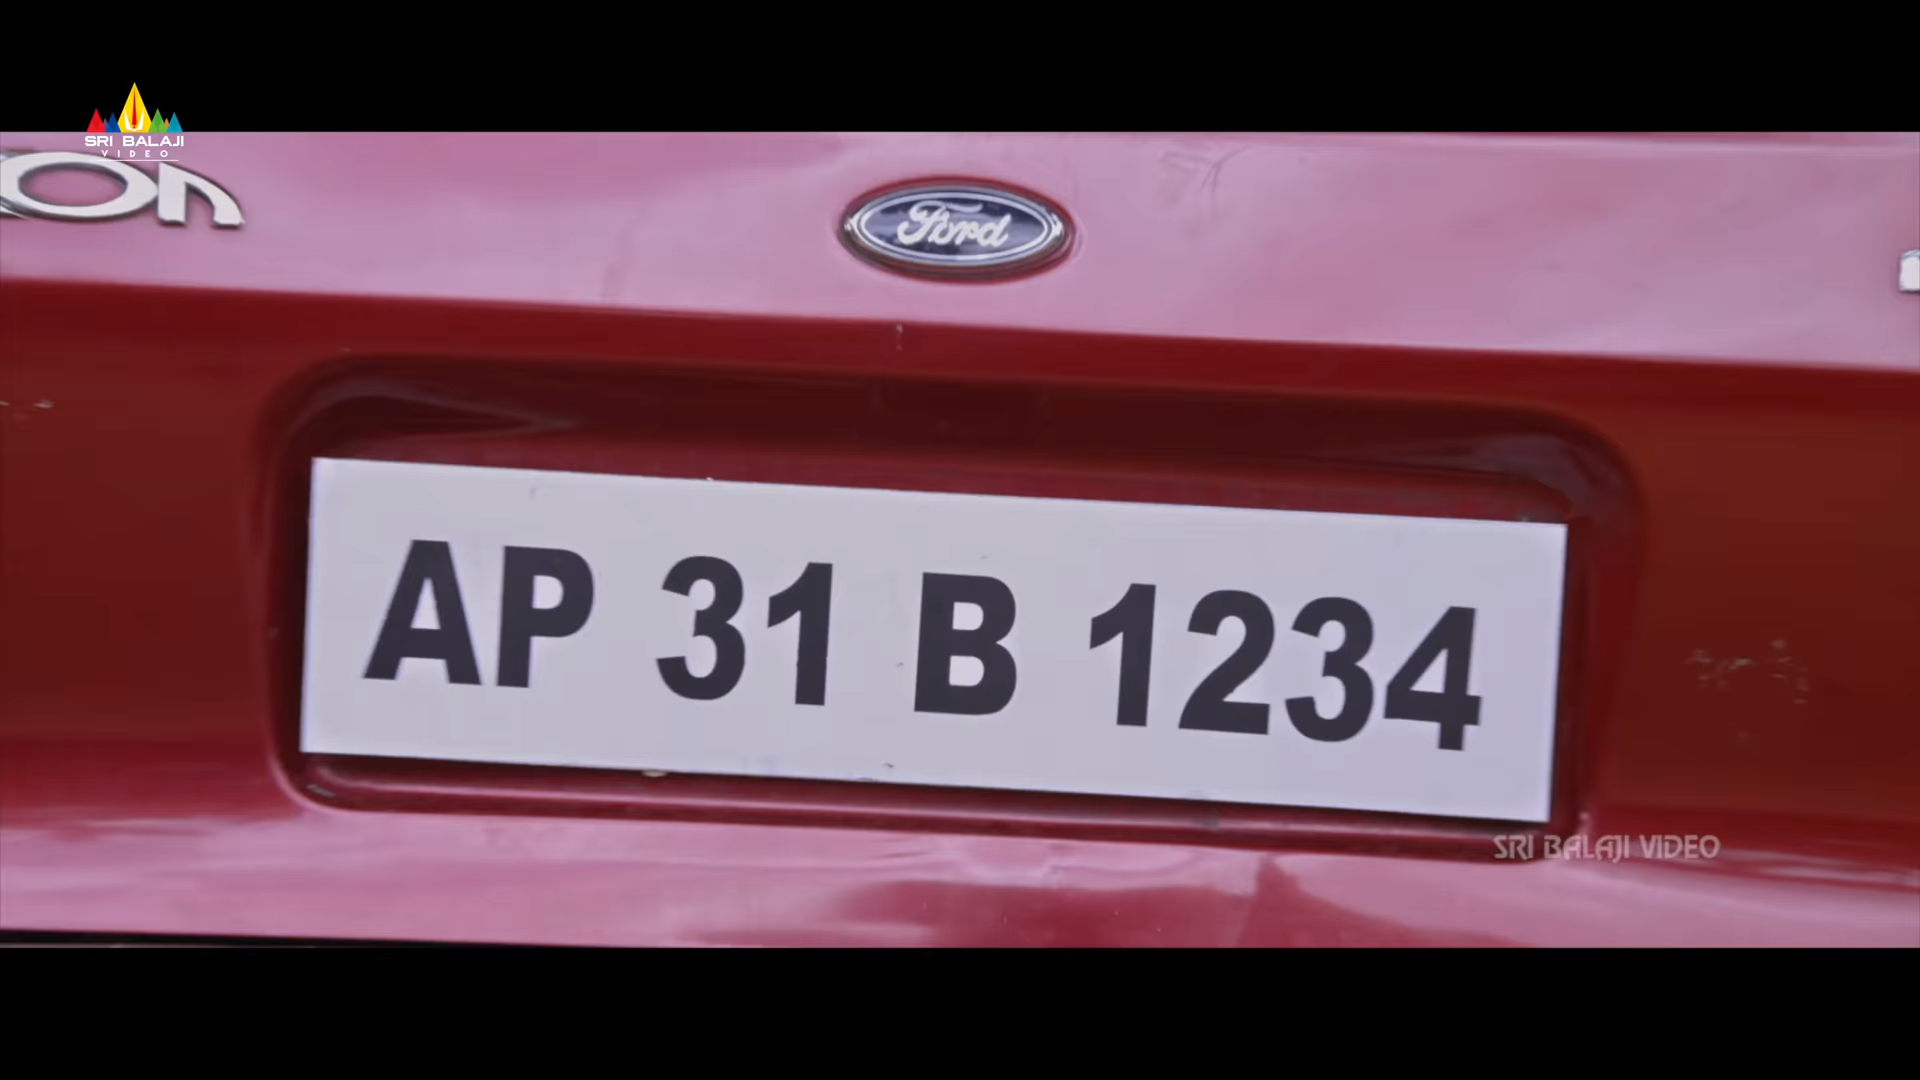 SRI BALAJI
VIDEO
Ford
AP 31 B 1234
SRI BALAJI VIDEO